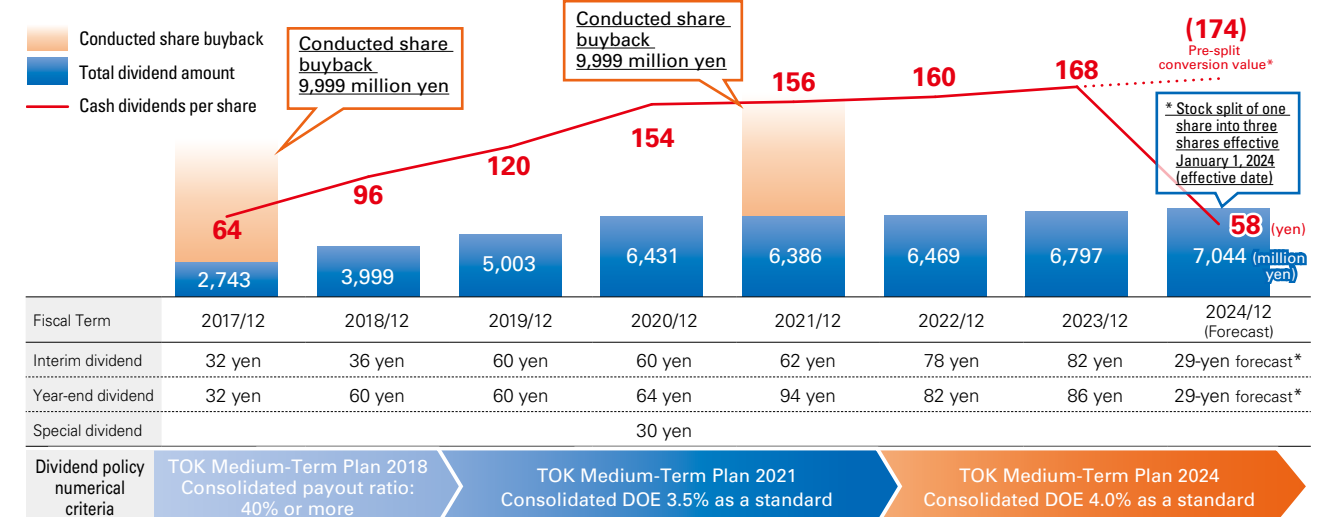 Conducted share buyback
Total dividend amount
Cash dividends per share
Conducted share
buyback
9,999 million yen
Conducted share
buyback
9,999 million yen
(174)
Pre-split
conversion value*
* Stock split of one
share into three
shares effective
January 1, 2024
(effective date)
64
96
120
154
156
160
168
58 (yen)
2,743
3,999
5,003
6,431
6,386
6,469
6,797
7,044 (million
yen)
Fiscal Term 2017/12 2018/12 2019/12 2020/12 2021/12 2022/12 2023/12 2024/12
(Forecast)
Interim dividend 32 yen 36 yen 60 yen 60 yen 62 yen 78 yen 82 yen 29-yen forecast*
Year-end dividend 32 yen 60 yen 60 yen 64 yen 94 yen 82 yen 86 yen 29-yen forecast*
Special dividend 30 yen
Dividend policy
numerical
criteria
TOK Medium-Term Plan 2018
Consolidated payout ratio:
40% or more
TOK Medium-Term Plan 2021
Consolidated DOE 3.5% as a standard
TOK Medium-Term Plan 2024
Consolidated DOE 4.0% as a standard